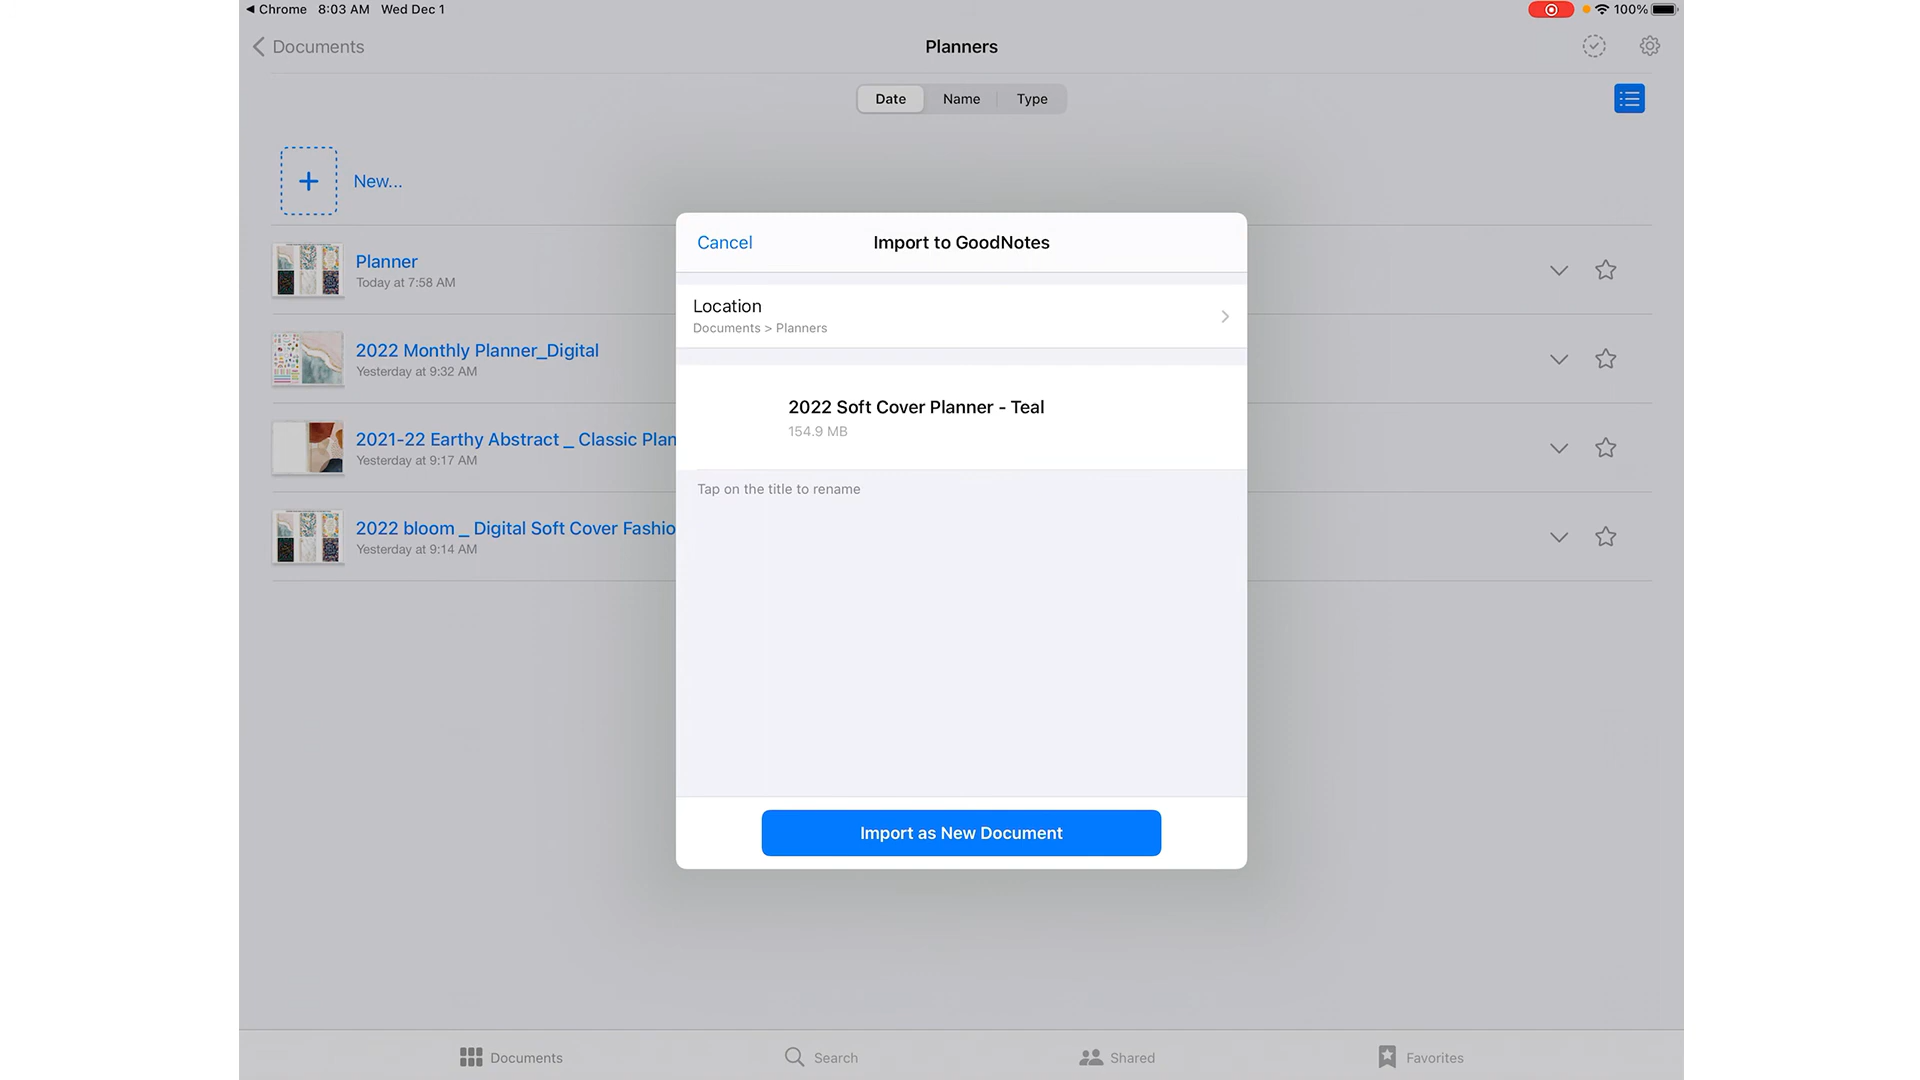 ◀ Chrome 8:03 AM Wed Dec 1
100%
Documents
Planners
Date Name Type
New...
Planner
Today at 7:58 AM
2022 Monthly Planner_Digital
Yesterday at 9:32 AM
2021-22 Earthy Abstract _ Classic Plan
Yesterday at 9:17 AM
2022 bloom _ Digital Soft Cover Fashio
Yesterday at 9:14 AM
Cancel
Import to GoodNotes
Location
Documents > Planners
2022 Soft Cover Planner - Teal
154.9 MB
Tap on the title to rename
Import as New Document
Documents Search Shared Favorites